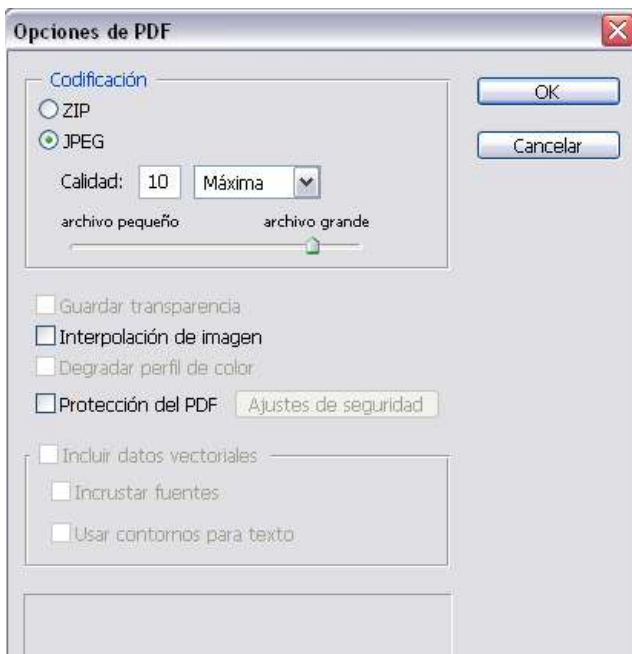 Opciones de PDF
Codificación
OK
ZIP
JPEG
Cancelar
Calidad: 10 Máxima
archivo pequeño archivo grande
Guardar transparencia
Interpolación de imagen
Degradar perfil de color
Protección del PDF Ajustes de seguridad
Incluir datos vectoriales
Incrustar fuentes
Usar contornos para texto